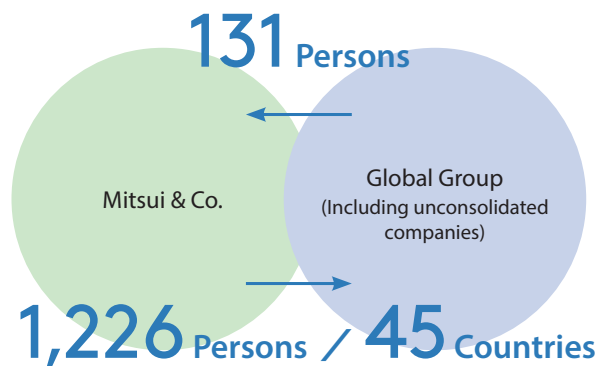 131 Persons
Mitsui & Co.
Global Group
(Including unconsolidated
companies)
1,226 Persons / 45 Countries